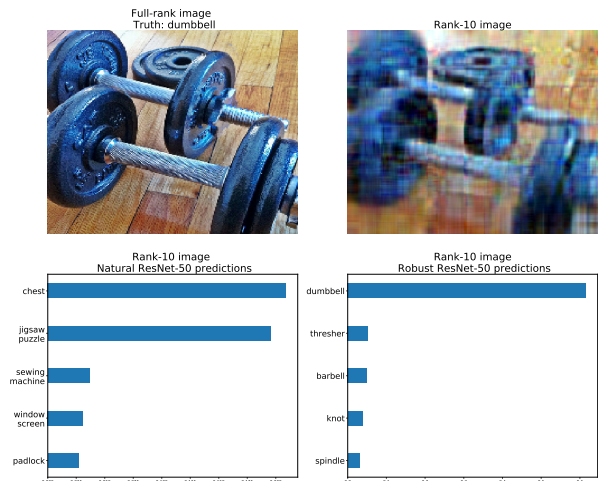 Full-rank image
Truth: dumbbell
Rank-10 image
Rank-10 image
Natural ResNet-50 predictions
chest
jigsaw
puzzle
sewing
machine
window
screen
padlock
Rank-10 image
Robust ResNet-50 predictions
dumbbell
thresher
barbell
knot
spindle